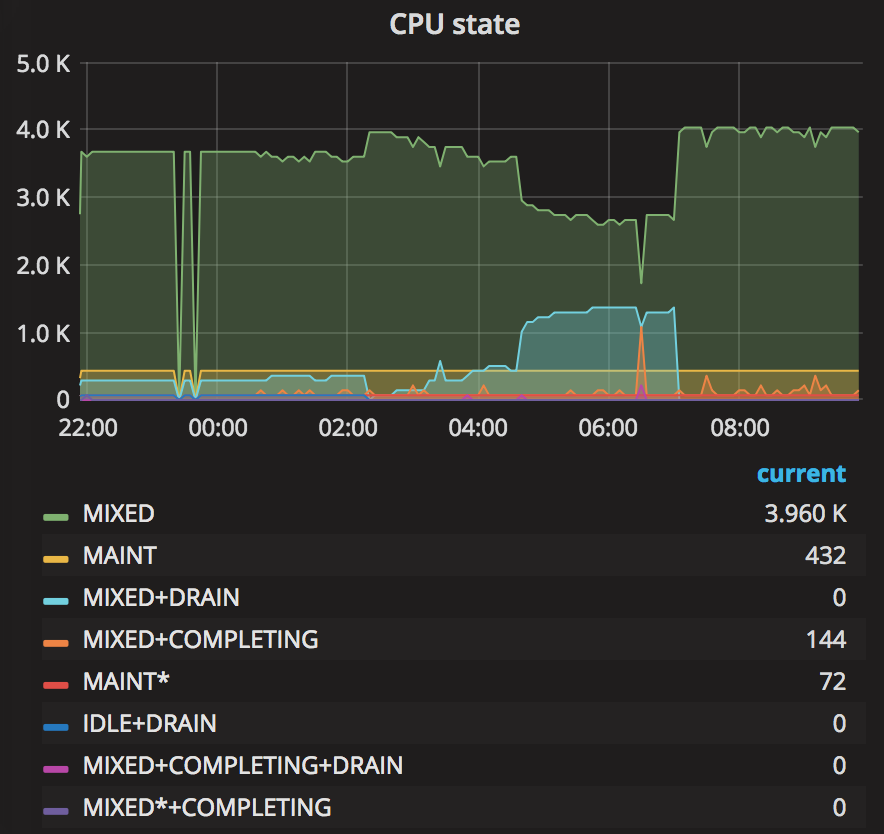 CPU state
5.0 K
4.0 K
3.0 K
2.0 K
1.0 K
0
22:00 00:00 02:00 04:00 06:00 08:00
current
MIXED 3.960 K
MAINT 432
MIXED+DRAIN 0
MIXED+COMPLETING 144
MAINT* 72
IDLE+DRAIN 0
MIXED+COMPLETING+DRAIN 0
MIXED*+COMPLETING 0